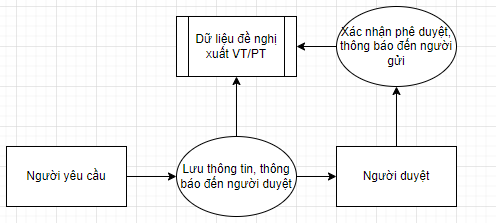 Dữ liệu đề nghị
xuất VT/PT
Xác nhận phê duyệt,
thông báo đến người
gửi
Người yêu cầu
Lưu thông tin, thông
báo đến người duyệt
Người duyệt